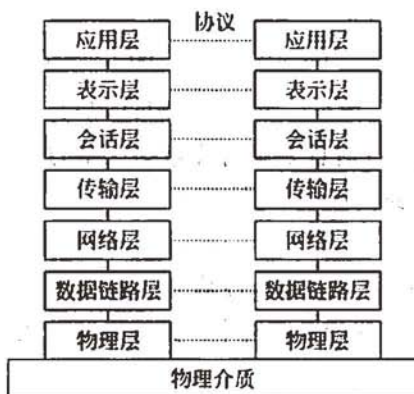 协议
应用层 应用层
表示层 表示层
会话层 会话层
传输层 传输层
网络层 网络层
数据链路层 数据链路层
物理层 物理层
物理介质